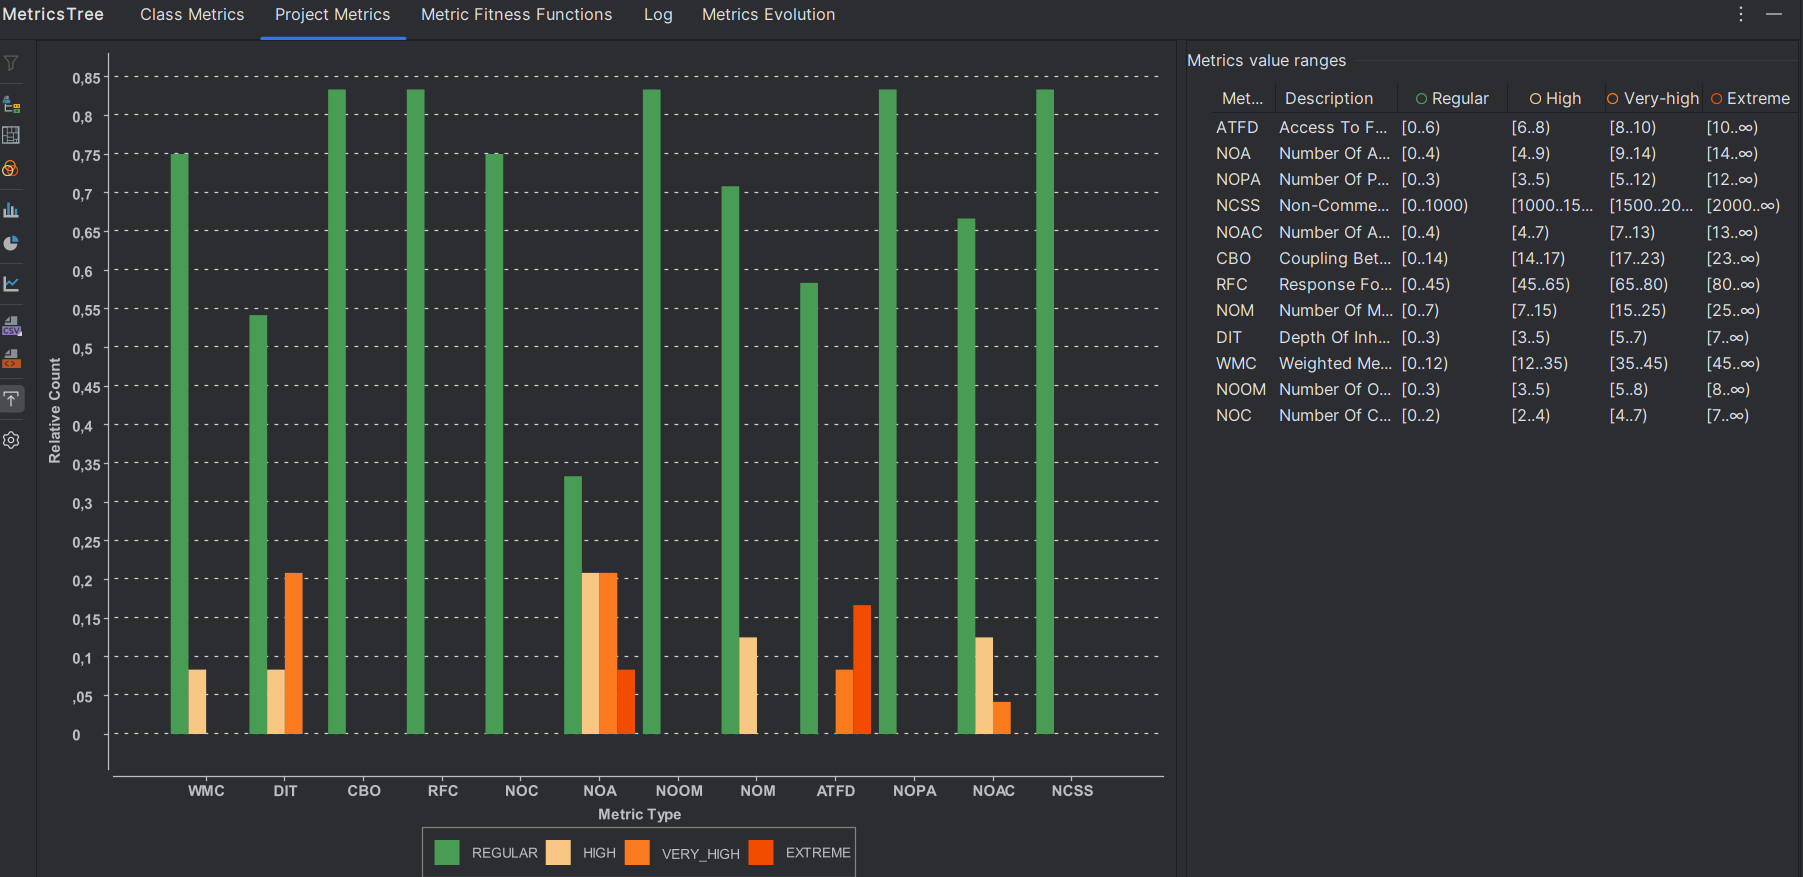 MetricsTree Class Metrics Project Metrics Metric Fitness Functions Log Metrics Evolution
0,85
0,8
0,75
0,7
0,65
0,6
0,55
0,5
0,45
0,4
0,35
0,3
0,25
0,2
0,15
0,1
,05
0
Relative Count
WMC DIT CBO RFC NOC NOA NOOM NOM ATFD NOPA NOAC NCSS
Metric Type
REGULAR HIGH VERY_HIGH EXTREME
CSV
Metrics value ranges
Met... Description Regular High Very-high Extreme
ATFD Access To F... [0..6) [6..8) [8..10) [10..∞)
NOA Number Of A... [0..4) [4..9) [9..14) [14..∞)
NOPA Number Of P... [0..3) [3..5) [5..12) [12..∞)
NCSS Non-Comme... [0..1000) [1000..15... [1500..20... [2000..∞)
NOAC Number Of A... [0..4) [4..7) [7..13) [13..∞)
CBO Coupling Bet... [0..14) [14..17) [17..23) [23..∞)
RFC Response Fo... [0..45) [45..65) [65..80) [80..∞)
NOM Number Of M... [0..7) [7..15) [15..25) [25..∞)
DIT Depth Of Inh... [0..3) [3..5) [5..7) [7..∞)
WMC Weighted Me... [0..12) [12..35) [35..45) [45..∞)
NOOM Number Of O... [0..3) [3..5) [5..8) [8..∞)
NOC Number Of C... [0..2) [2..4) [4..7) [7..∞)